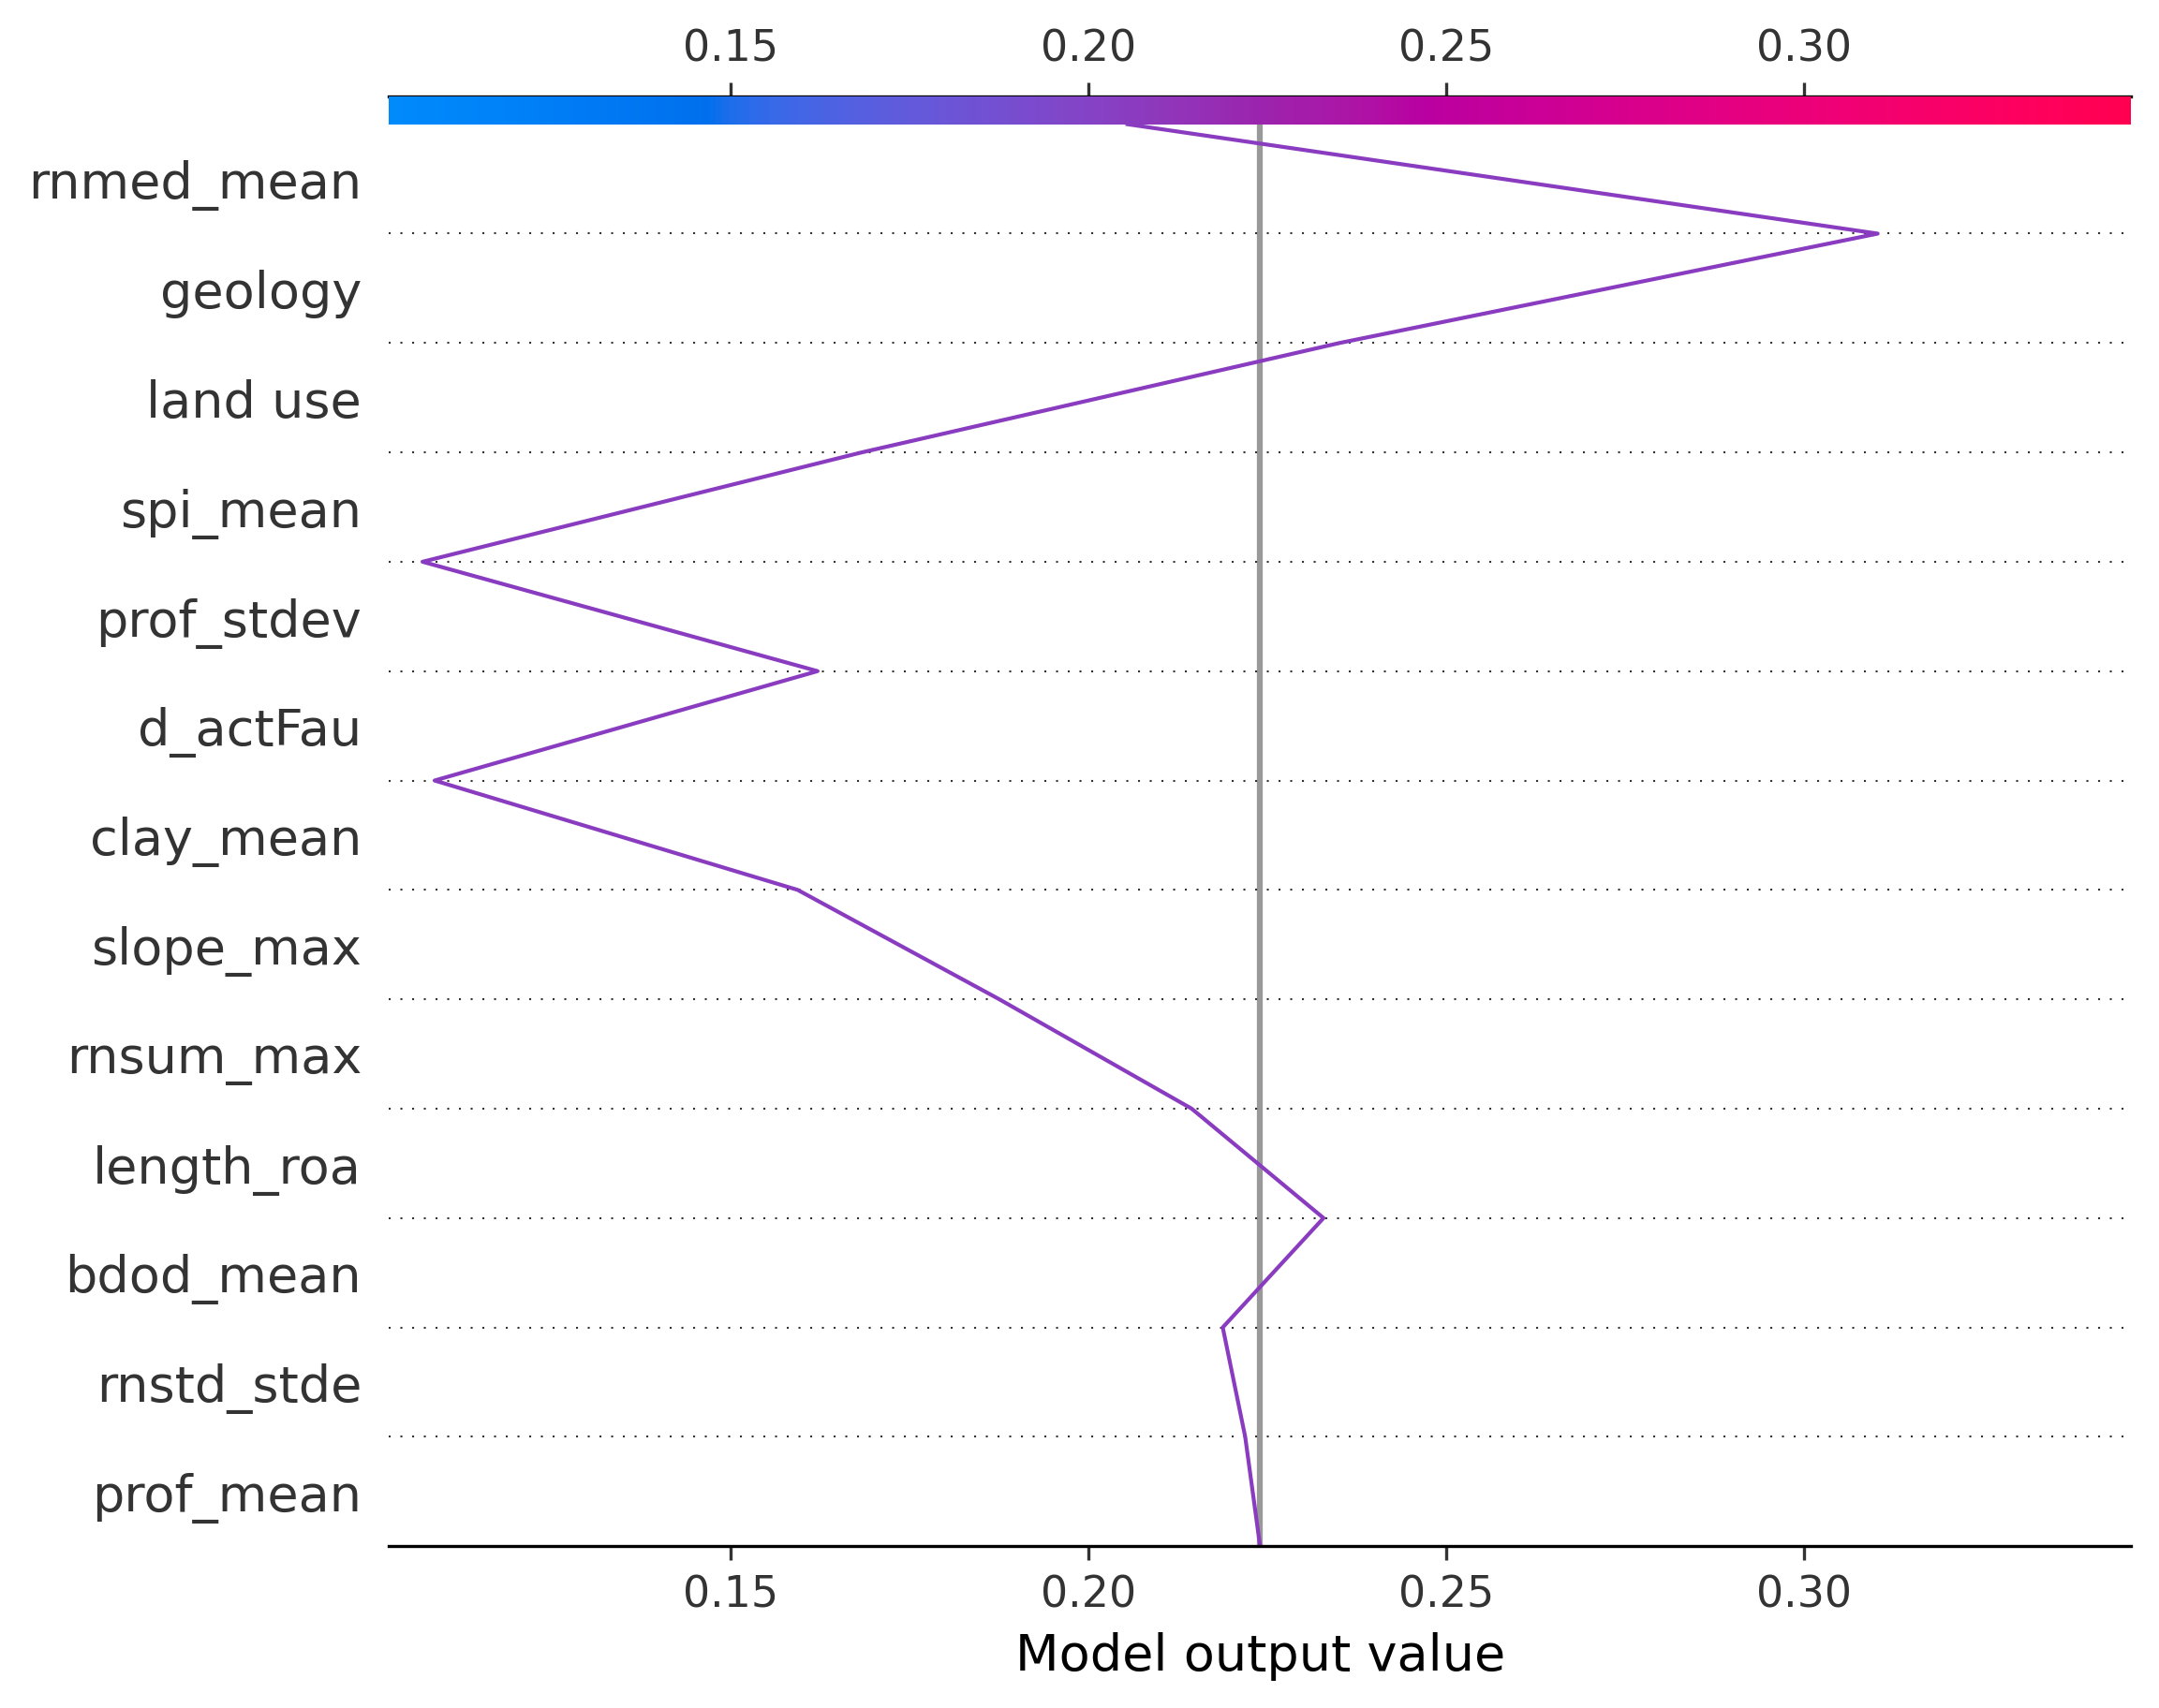 0.15 0.20 0.25 0.30
rnmed_mean
geology
land use
spi_mean
prof_stdev
d_actFau
clay_mean
slope_max
rnsum_max
length_roa
bdod_mean
rnstd_stde
prof_mean
0.15 0.20 0.25 0.30
Model output value